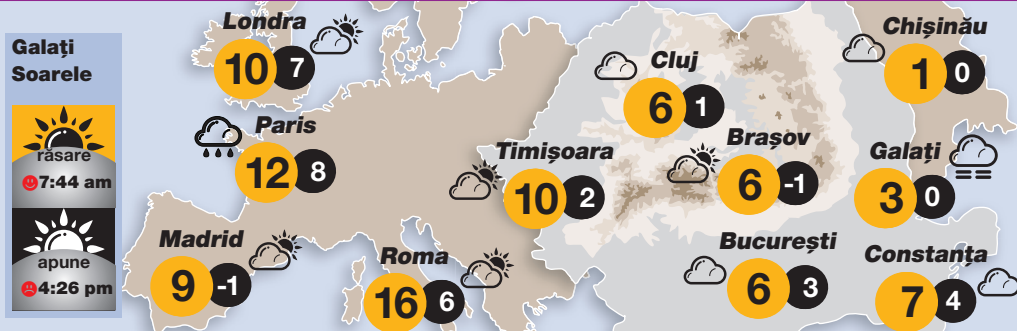 Galați
Soarele
răsare
7:44 am
apune
4:26 pm
Londra
10 7
Paris
12 8
Madrid
9 -1
Roma
16 6
Timișoara
10 2
Cluj
6 1
Brașov
6 -1
București
6 3
Chișinău
1 0
Galați
3 0
Constanța
7 4